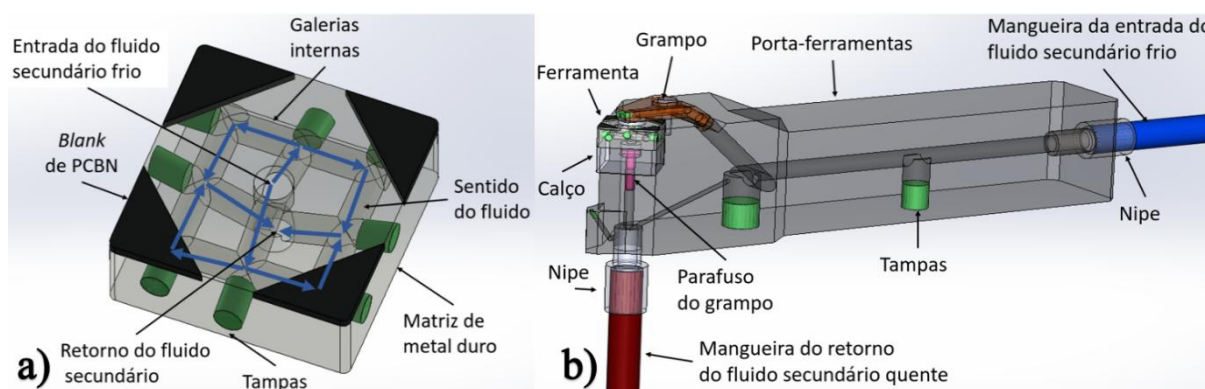 Galerias
internas
Entrada do fluido
secundário frio
Blank
de PCBN
Sentido
do fluido
Retorno do fluido
secundário
Tampas
Matriz de
metal duro
a)
Grampo
Porta-ferramentas
Mangueira da entrada do
fluido secundário frio
Ferramenta
Calço
Nipe
Tampas
Nipe
Parafuso
do grampo
Mangueira do retorno
do fluido secundário quente
b)